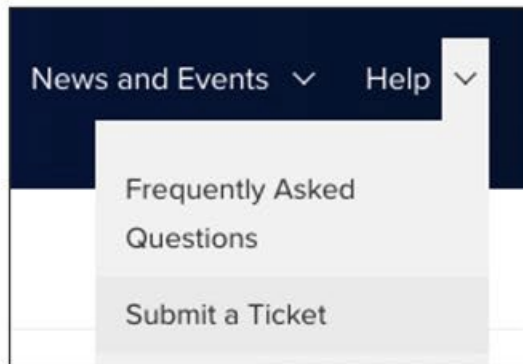 News and Events Help
Frequently Asked
Questions
Submit a Ticket